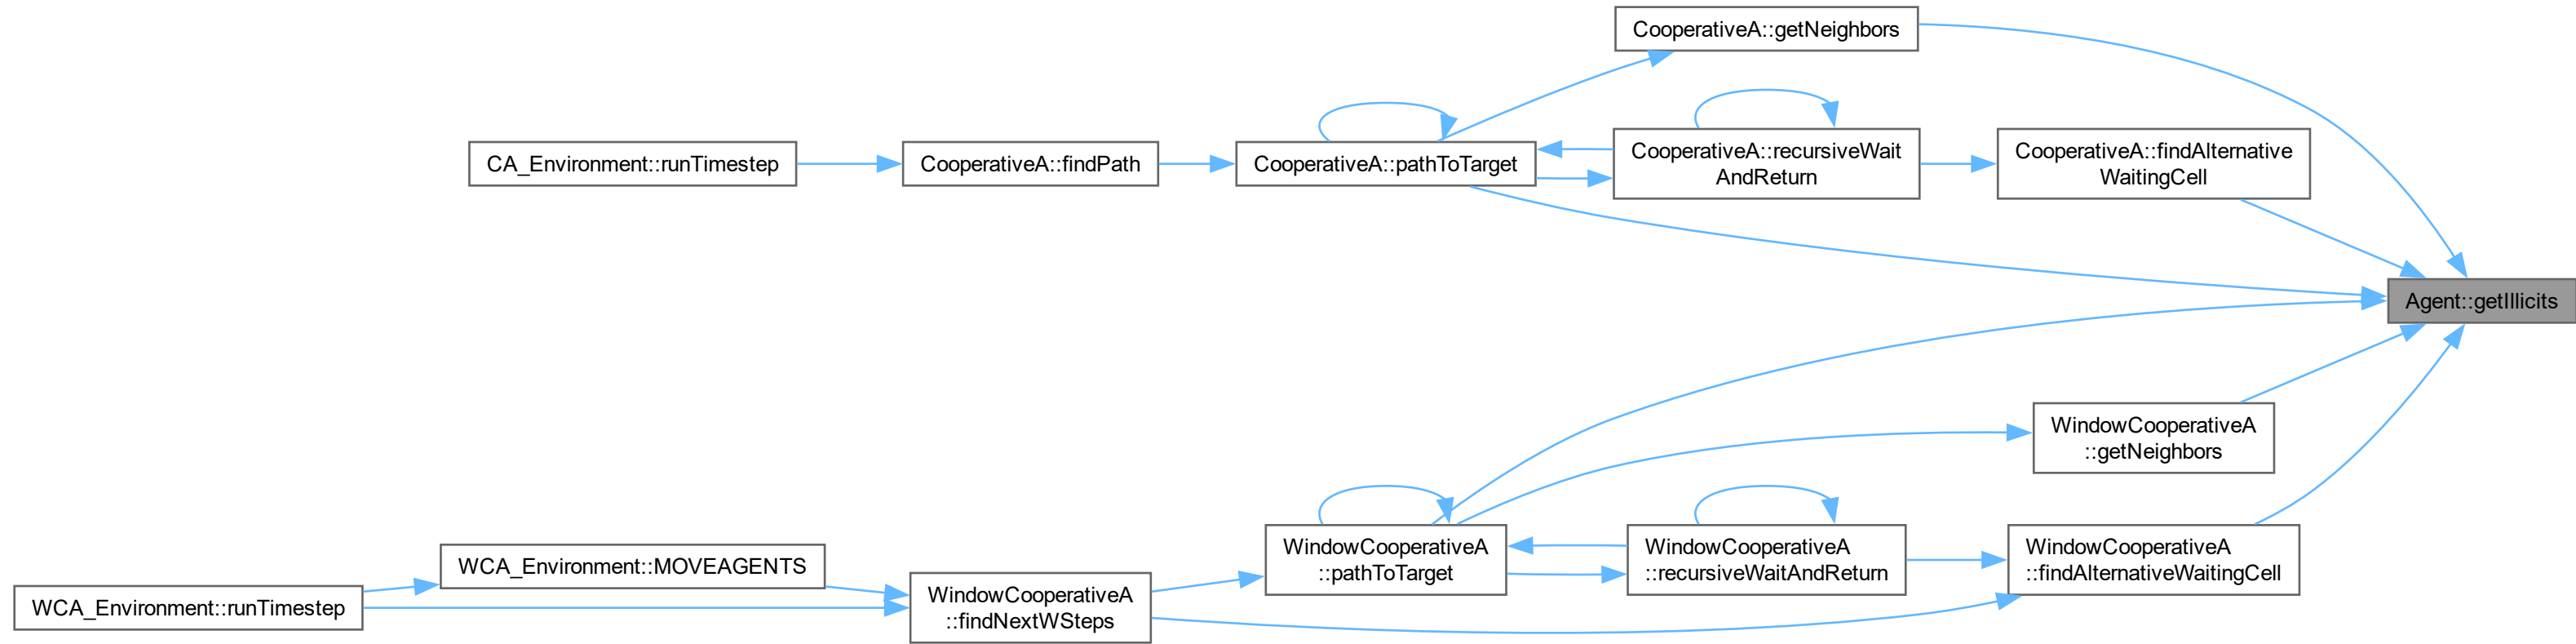 CooperativeA::getNeighbors
CA_Environment::runTimestep
CooperativeA::findPath
CooperativeA::pathToTarget
CooperativeA::recursiveWait
AndReturn
CooperativeA::findAlternative
WaitingCell
Agent::getIllicits
WindowCooperativeA
::getNeighbors
WCA_Environment::runTimestep
WCA_Environment::MOVEAGENTS
WindowCooperativeA
::findNextWSteps
WindowCooperativeA
::pathToTarget
WindowCooperativeA
::recursiveWaitAndReturn
WindowCooperativeA
::findAlternativeWaitingCell